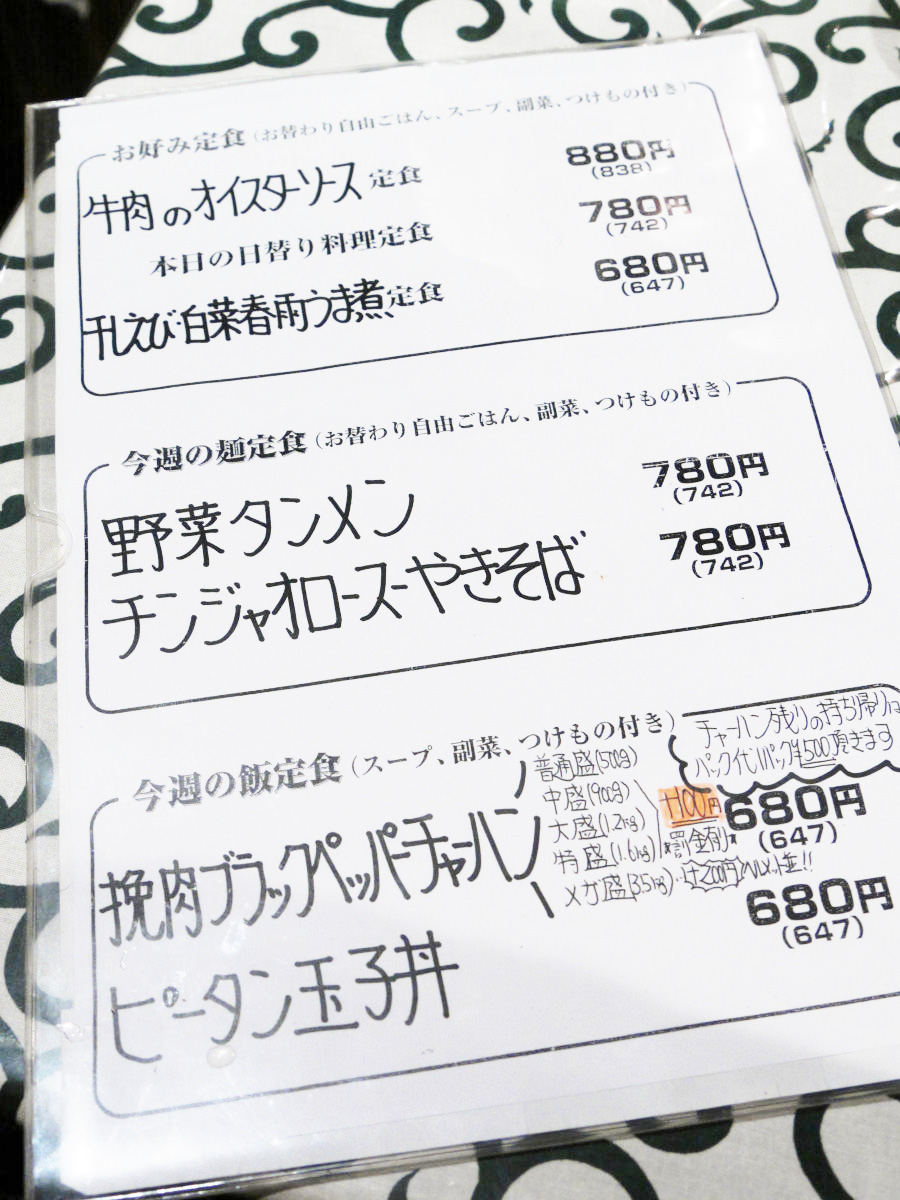 お好み定食(お替わり自由ごはん、スープ、副菜、つけもの付き)
牛肉のオイスターソース定食 880円
(838)
本日の日替り料理定食 780円
(742)
干しえび・白菜春雨うま煮定食 680円
(647)
今週の麺定食(お替わり自由ごはん、副菜、つけもの付き)
野菜タンメン 780円
(742)
チンジャオロースーやきそば 780円
(742)
今週の飯定食(スープ、副菜、つけもの付き)
チャーハン残りの持ち帰りは
パック代1パック¥500頂きます
挽肉ブラックペッパーチャーハン 680円
(647)
普通盛(500g)
中盛(900g)
大盛(1.2kg)
特盛(1.6kg)
メガ盛(3.5kg)
+100円
罰金有り
+1200円
ピータン玉子丼 680円
(647)